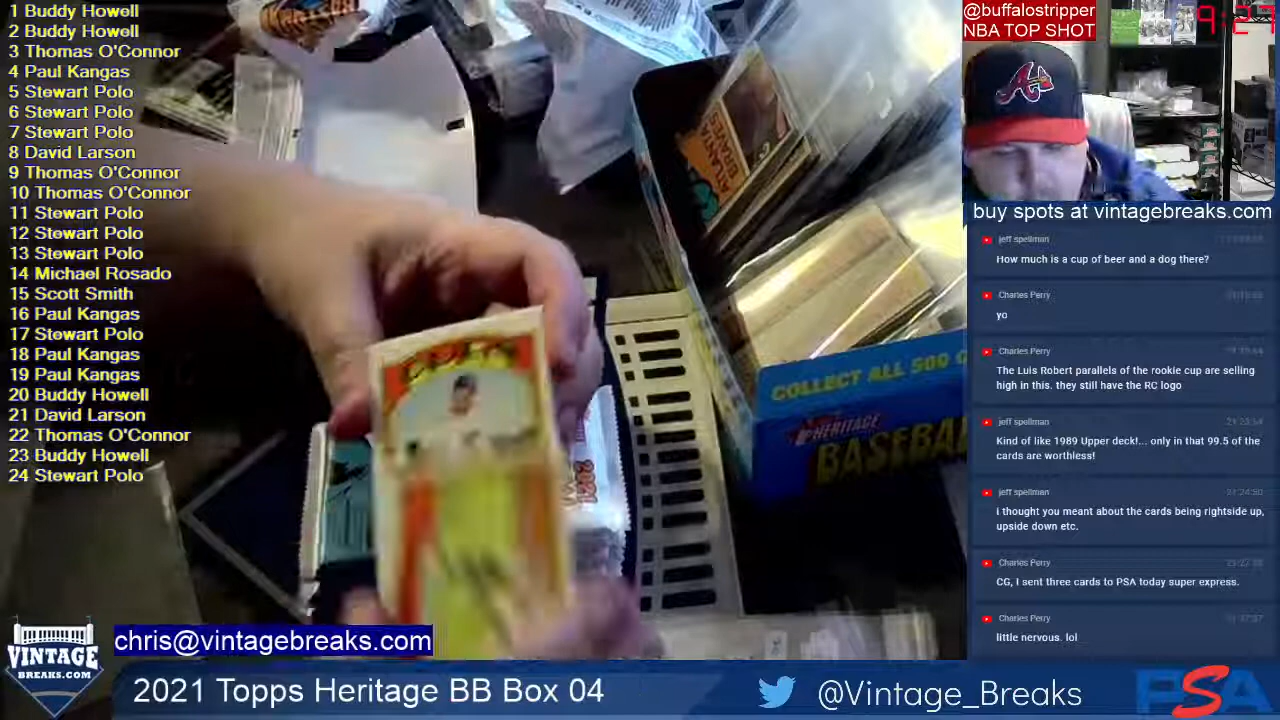 1 Buddy Howell
2 Buddy Howell
3 Thomas O'Connor
4 Paul Kangas
5 Stewart Polo
6 Stewart Polo
7 Stewart Polo
8 David Larson
9 Thomas O'Connor
10 Thomas O'Connor
11 Stewart Polo
12 Stewart Polo
13 Stewart Polo
14 Michael Rosado
15 Scott Smith
16 Paul Kangas
17 Stewart Polo
18 Paul Kangas
19 Paul Kangas
20 Buddy Howell
21 David Larson
22 Thomas O'Connor
23 Buddy Howell
24 Stewart Polo
ATLANTA
BRAVES
COLLECT ALL 500
HERITAGE
BASEBAL
2021
@buffalostripper
NBA TOP SHOT
9:27
A
buy spots at vintagebreaks.com
jeff spellman
How much is a cup of beer and a dog there?
Charles Perry
yo
Charles Perry
The Luis Robert parallels of the rookie cup are selling
high in this. they still have the RC logo
jeff spellman
Kind of like 1989 Upper deck!... only in that 99.5 of the
cards are worthless!
jeff spellman
i thought you meant about the cards being rightside up,
upside down etc.
Charles Perry
CG, I sent three cards to PSA today super express.
Charles Perry
little nervous. lol
VINTAGE
BREAKS.COM
chris@vintagebreaks.com
2021 Topps Heritage BB Box 04
@Vintage_Breaks
PSA